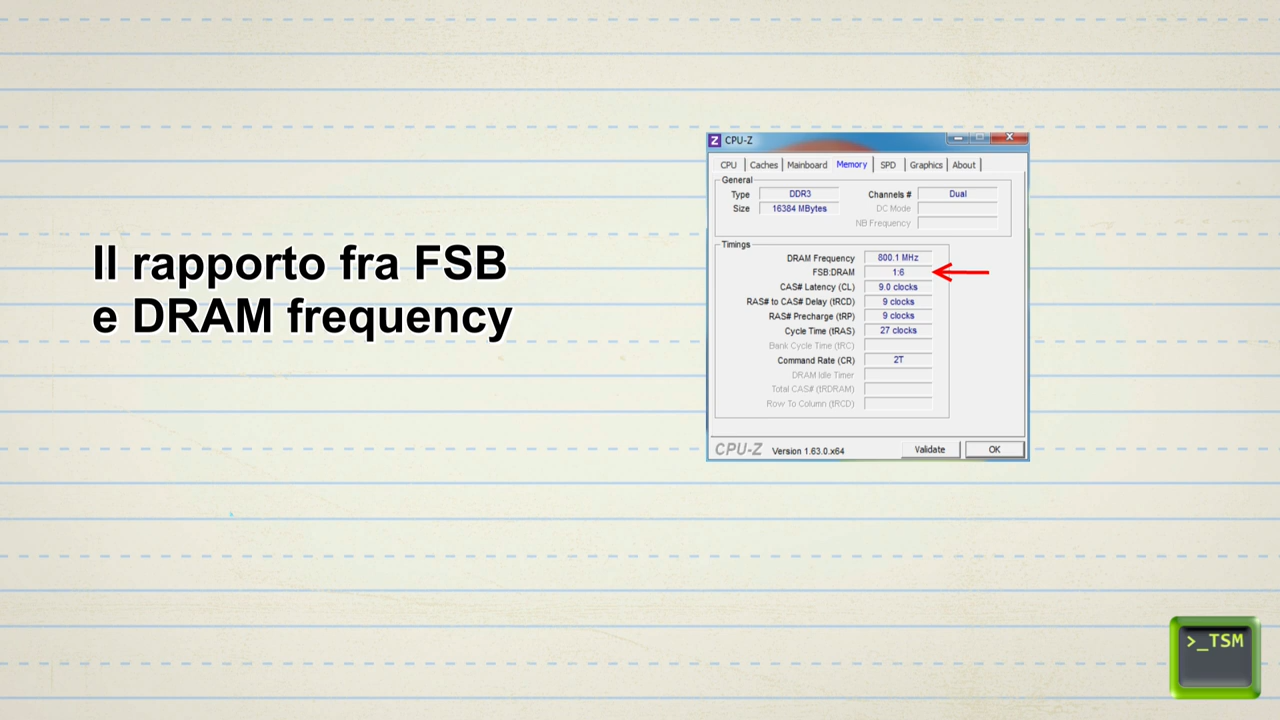 Il rapporto fra FSB
e DRAM frequency
Z CPU-Z
CPU Caches Mainboard Memory SPD Graphics About
General
Type DDR3 Channels # Dual
Size 16384 MBytes DC Mode
NB Frequency
Timings
DRAM Frequency 800.1 MHz
FSB:DRAM 1:6
CAS# Latency (CL) 9.0 clocks
RAS# to CAS# Delay (tRCD) 9 clocks
RAS# Precharge (tRP) 9 clocks
Cycle Time (tRAS) 27 clocks
Bank Cycle Time (tRC)
Command Rate (CR) 2T
DRAM Idle Timer
Total CAS# (tRDRAM)
Row To Column (tRCD)
CPU-Z Version 1.63.0.x64 Validate OK
>_TSM